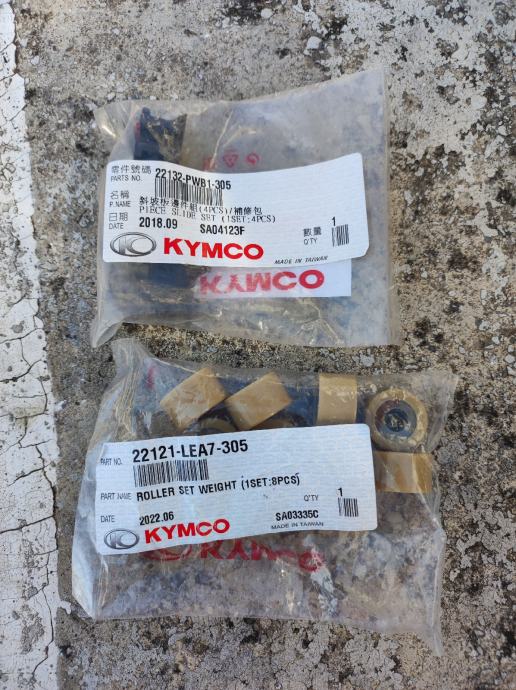 零件號碼 22132-PWB1-305
PARTS NO.
名稱 斜坡板邊件組(4PCS)/補修包
P.NAME PIECE SLIDE SET (1SET:4PCS)
日期 2018.09 SA04123F 數量 1
DATE Q'TY
KYMCO
MADE IN TAIWAN
KYMCO
PART NO. 22121-LEA7-305
PART NAME ROLLER SET WEIGHT (1SET:8PCS)
Q'TY 1
DATE 2022.06 SA03335C
KYMCO MADE IN TAIWAN
KYMCO